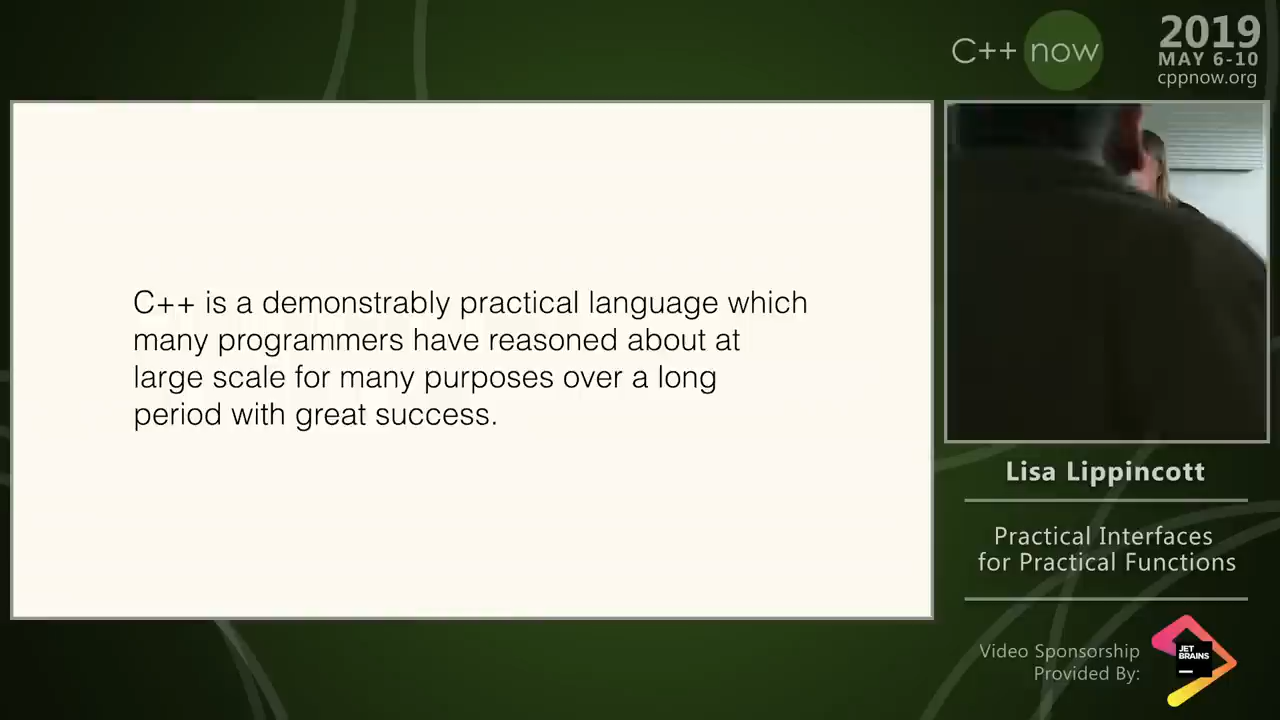 C++ now
2019
MAY 6-10
cppnow.org
C++ is a demonstrably practical language which
many programmers have reasoned about at
large scale for many purposes over a long
period with great success.
Lisa Lippincott
Practical Interfaces
for Practical Functions
Video Sponsorship
Provided By:
JET
BRAINS